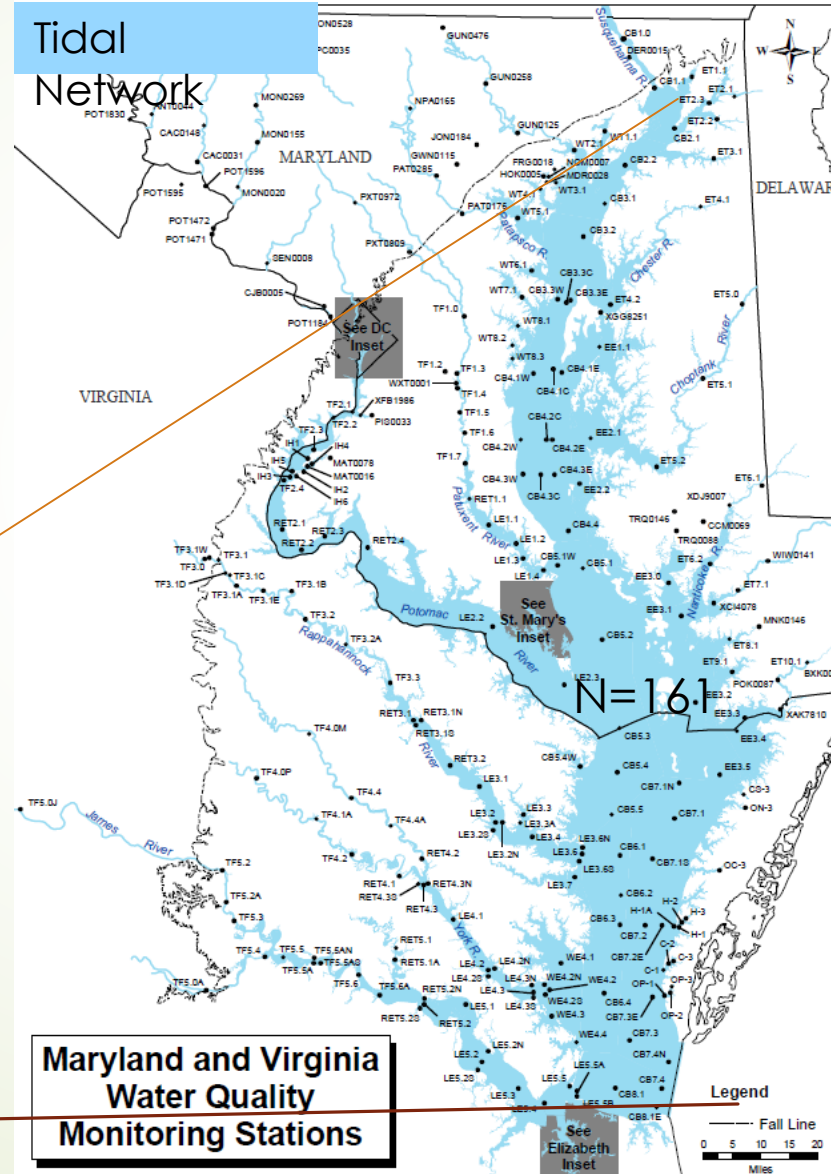 Tidal
Network
N
W E
S
GUN0476
CB1.0
DER0015
Susquehanna R.
PC0035
GUN0258
CB1.1
ET1.1
ET2.3
ET2.1
MON0269
NPA0165
POT1830
ANT0044
CAC0148
MON0155
GUN0125
WT1.1
ET2.2
CB2.1
JON0184
WT2.1
MARYLAND
GWN0115
FRG0018
ET3.1
CAC0031
POT1596
PAT0285
HOK0005
MDR0028
CB2.2
POT1595
MON0020
WT4.1
WT3.1
DELAWAR
PXT0972
PAT0176
WT5.1
CB3.1
ET4.1
POT1472
POT1471
Patapsco R.
CB3.2
PXT0809
SEN0008
Chester R.
WT6.1
CB3.3C
CJB0005
WT7.1
CB3.3W
CB3.3E
ET4.2
ET5.0
POT1184
See DC
Inset
TF1.0
WT8.1
XGG8251
Choptank
River
WT8.2
EE1.1
WT8.3
TF1.2
TF1.3
CB4.1W
CB4.1E
WXT0001
CB4.1C
ET5.1
VIRGINIA
TF1.4
XFB1986
TF2.1
TF1.5
PIS0033
TF2.2
CB4.2C
TF2.3
TF1.6
EE2.1
IH1
IH4
CB4.2W
CB4.2E
IH5
MAT0078
TF1.7
ET5.2
MAT0016
CB4.3W
CB4.3E
IH3
IH2
ET6.1
TF2.4
IH6
RET1.1
CB4.3C
EE2.2
XDJ9007
Patuxent
River
TRQ0146
CCM0069
RET2.1
LE1.1
CB4.4
RET2.3
TRQ0088
RET2.2
RET2.4
LE1.2
TF3.1W
TF3.1
LE1.3
CB5.1W
CB5.1
ET6.2
WIW0141
TF3.0
TF3.1C
LE1.4
Nanticoke R.
TF3.1D
EE3.0
TF3.1A
TF3.1B
ET7.1
TF3.1E
See
St. Mary's
Inset
Potomac
XCI4078
TF3.2
LE2.2
EE3.1
MNK0146
Rappahannock
CB5.2
TF3.2A
ET8.1
River
ET9.1
ET10.1
TF3.3
LE2.3
POK0087
BXK00
N=161
EE3.2
RET3.1
RET3.1N
EE3.3
XAK7810
RET3.1S
TF4.0M
CB5.3
EE3.4
River
RET3.2
CB5.4W
CB5.4
EE3.5
TF4.0P
LE3.1
CB7.1N
CS-3
TF4.4
ON-3
TF5.0J
LE3.3
CB5.5
CB7.1
TF4.1A
TF4.4A
LE3.2
LE3.3A
LE3.2S
LE3.4
James
River
LE3.2N
LE3.6N
CB6.1
TF4.2
RET4.2
LE3.6
CB7.1S
OC-3
TF5.2
LE3.6S
RET4.1
RET4.3N
LE3.7
RET4.3S
RET4.3
CB6.2
TF5.2A
H-2
LE4.1
H-1A
H-3
TF5.3
CB6.3
H-1
York R.
CB7.2
C-2
RET5.1
CB7.2E
TF5.4
TF5.5
TF5.5AN
RET5.1A
LE4.2
LE4.2N
WE4.1
C-3
TF5.5A
TF5.5AS
LE4.2S
C-1
TF5.6
LE4.3N
WE4.2N
WE4.2
OP-3
TF5.0A
TF5.6A
RET5.2N
LE4.3
OP-1
LE5.1
LE4.3S
WE4.2S
CB6.4
RET5.2S
RET5.2
WE4.3
CB7.3E
OP-2
WE4.4
CB7.3
LE5.2N
CB7.4N
LE5.2
LE5.5A
LE5.2S
LE5.5
CB7.4
LE5.3
CB8.1
LE5.4
LE5.5B
CB8.1E
Maryland and Virginia
Water Quality
Monitoring Stations
See
Elizabeth
Inset
Legend
Fall Line
0 5 10 15 20
Miles